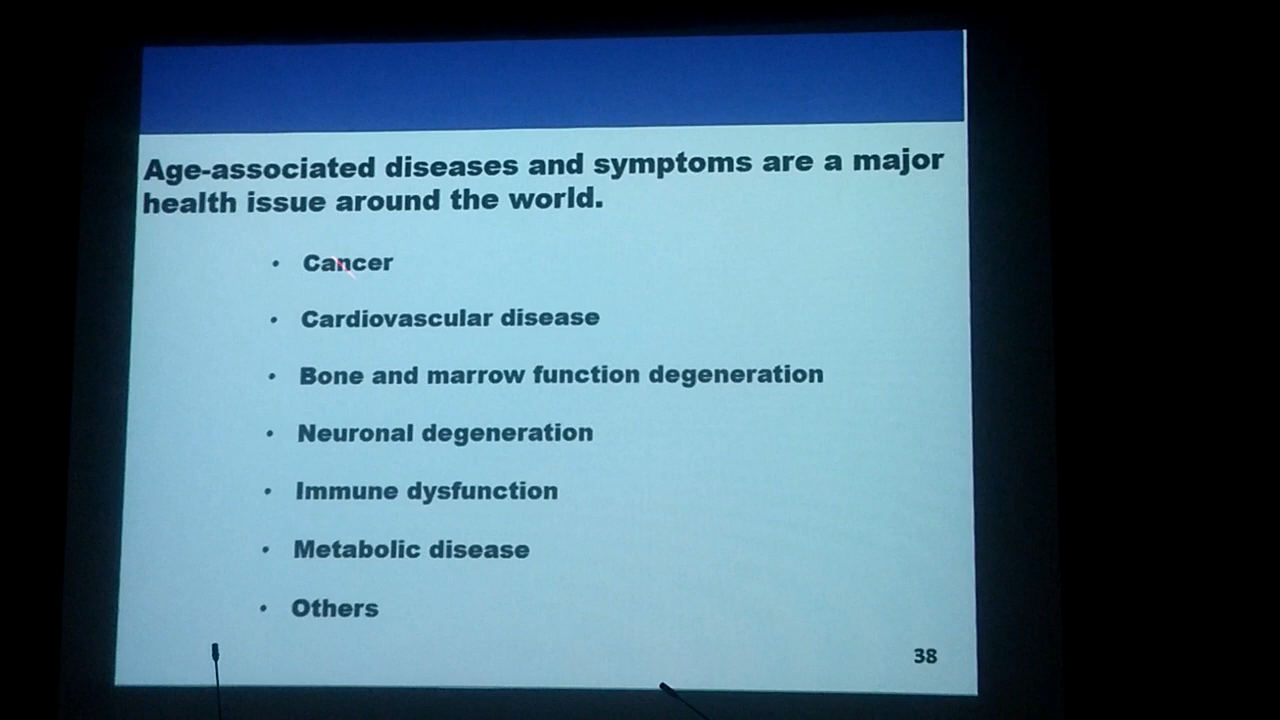 Age-associated diseases and symptoms are a major
health issue around the world.
• Cancer
• Cardiovascular disease
• Bone and marrow function degeneration
• Neuronal degeneration
• Immune dysfunction
• Metabolic disease
• Others
38